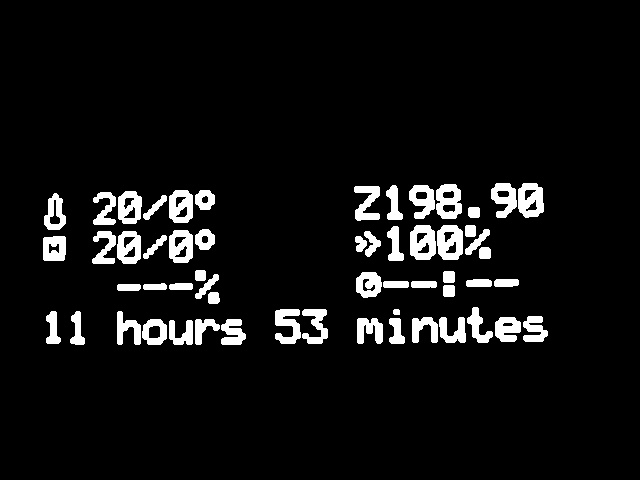 20/0° Z198.90
20/0° »100%
---% --:--
11 hours 53 minutes